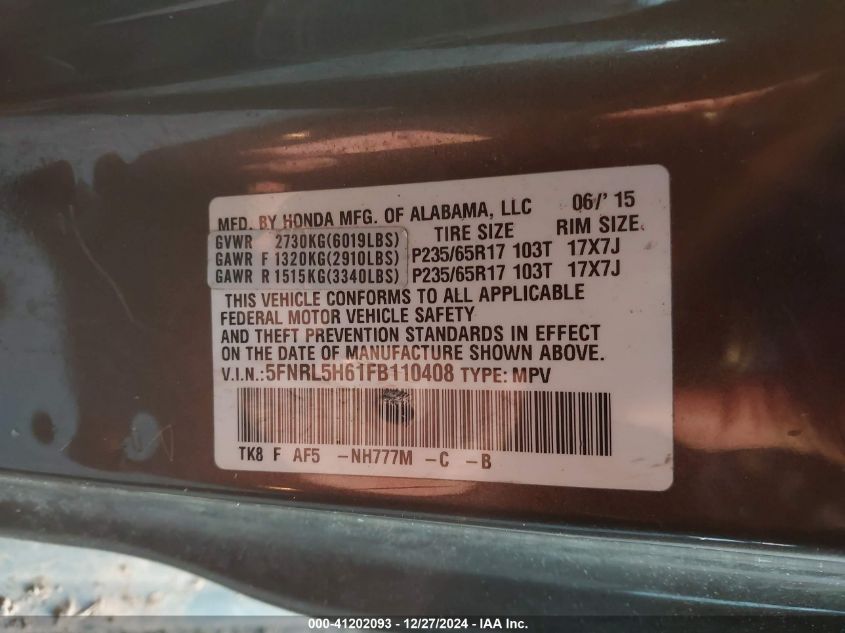 MFD. BY HONDA MFG. OF ALABAMA, LLC 06/' 15
TIRE SIZE RIM SIZE
GVWR 2730KG(6019LBS)
GAWR F 1320KG(2910LBS) P235/65R17 103T 17X7J
GAWR R 1515KG(3340LBS) P235/65R17 103T 17X7J
THIS VEHICLE CONFORMS TO ALL APPLICABLE
FEDERAL MOTOR VEHICLE SAFETY
AND THEFT PREVENTION STANDARDS IN EFFECT
ON THE DATE OF MANUFACTURE SHOWN ABOVE.
V.I.N.:5FNRL5H61FB110408 TYPE: MPV
TK8 F AF5 -NH777M -C -B
000-41202093 - 12/27/2024 - IAA Inc.